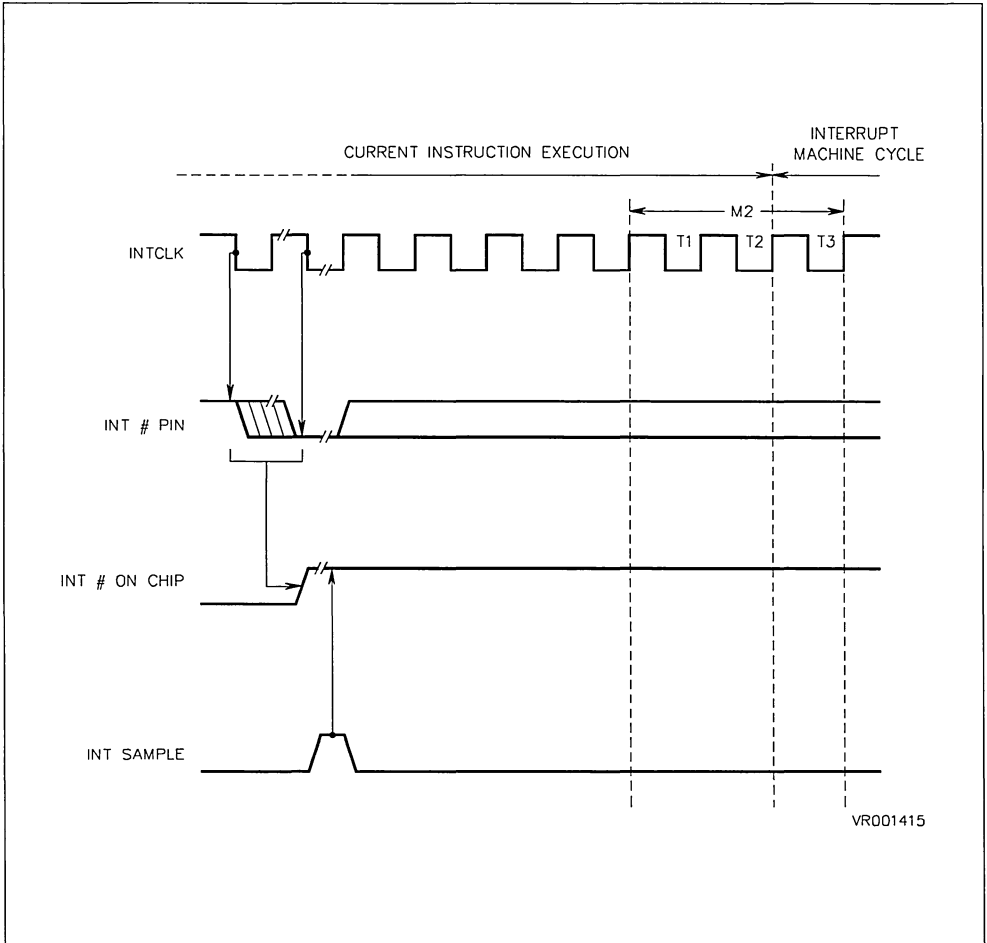 CURRENT INSTRUCTION EXECUTION
INTERRUPT
MACHINE CYCLE
M2
INTCLK
T1
T2
T3
INT # PIN
INT # ON CHIP
INT SAMPLE
VR001415